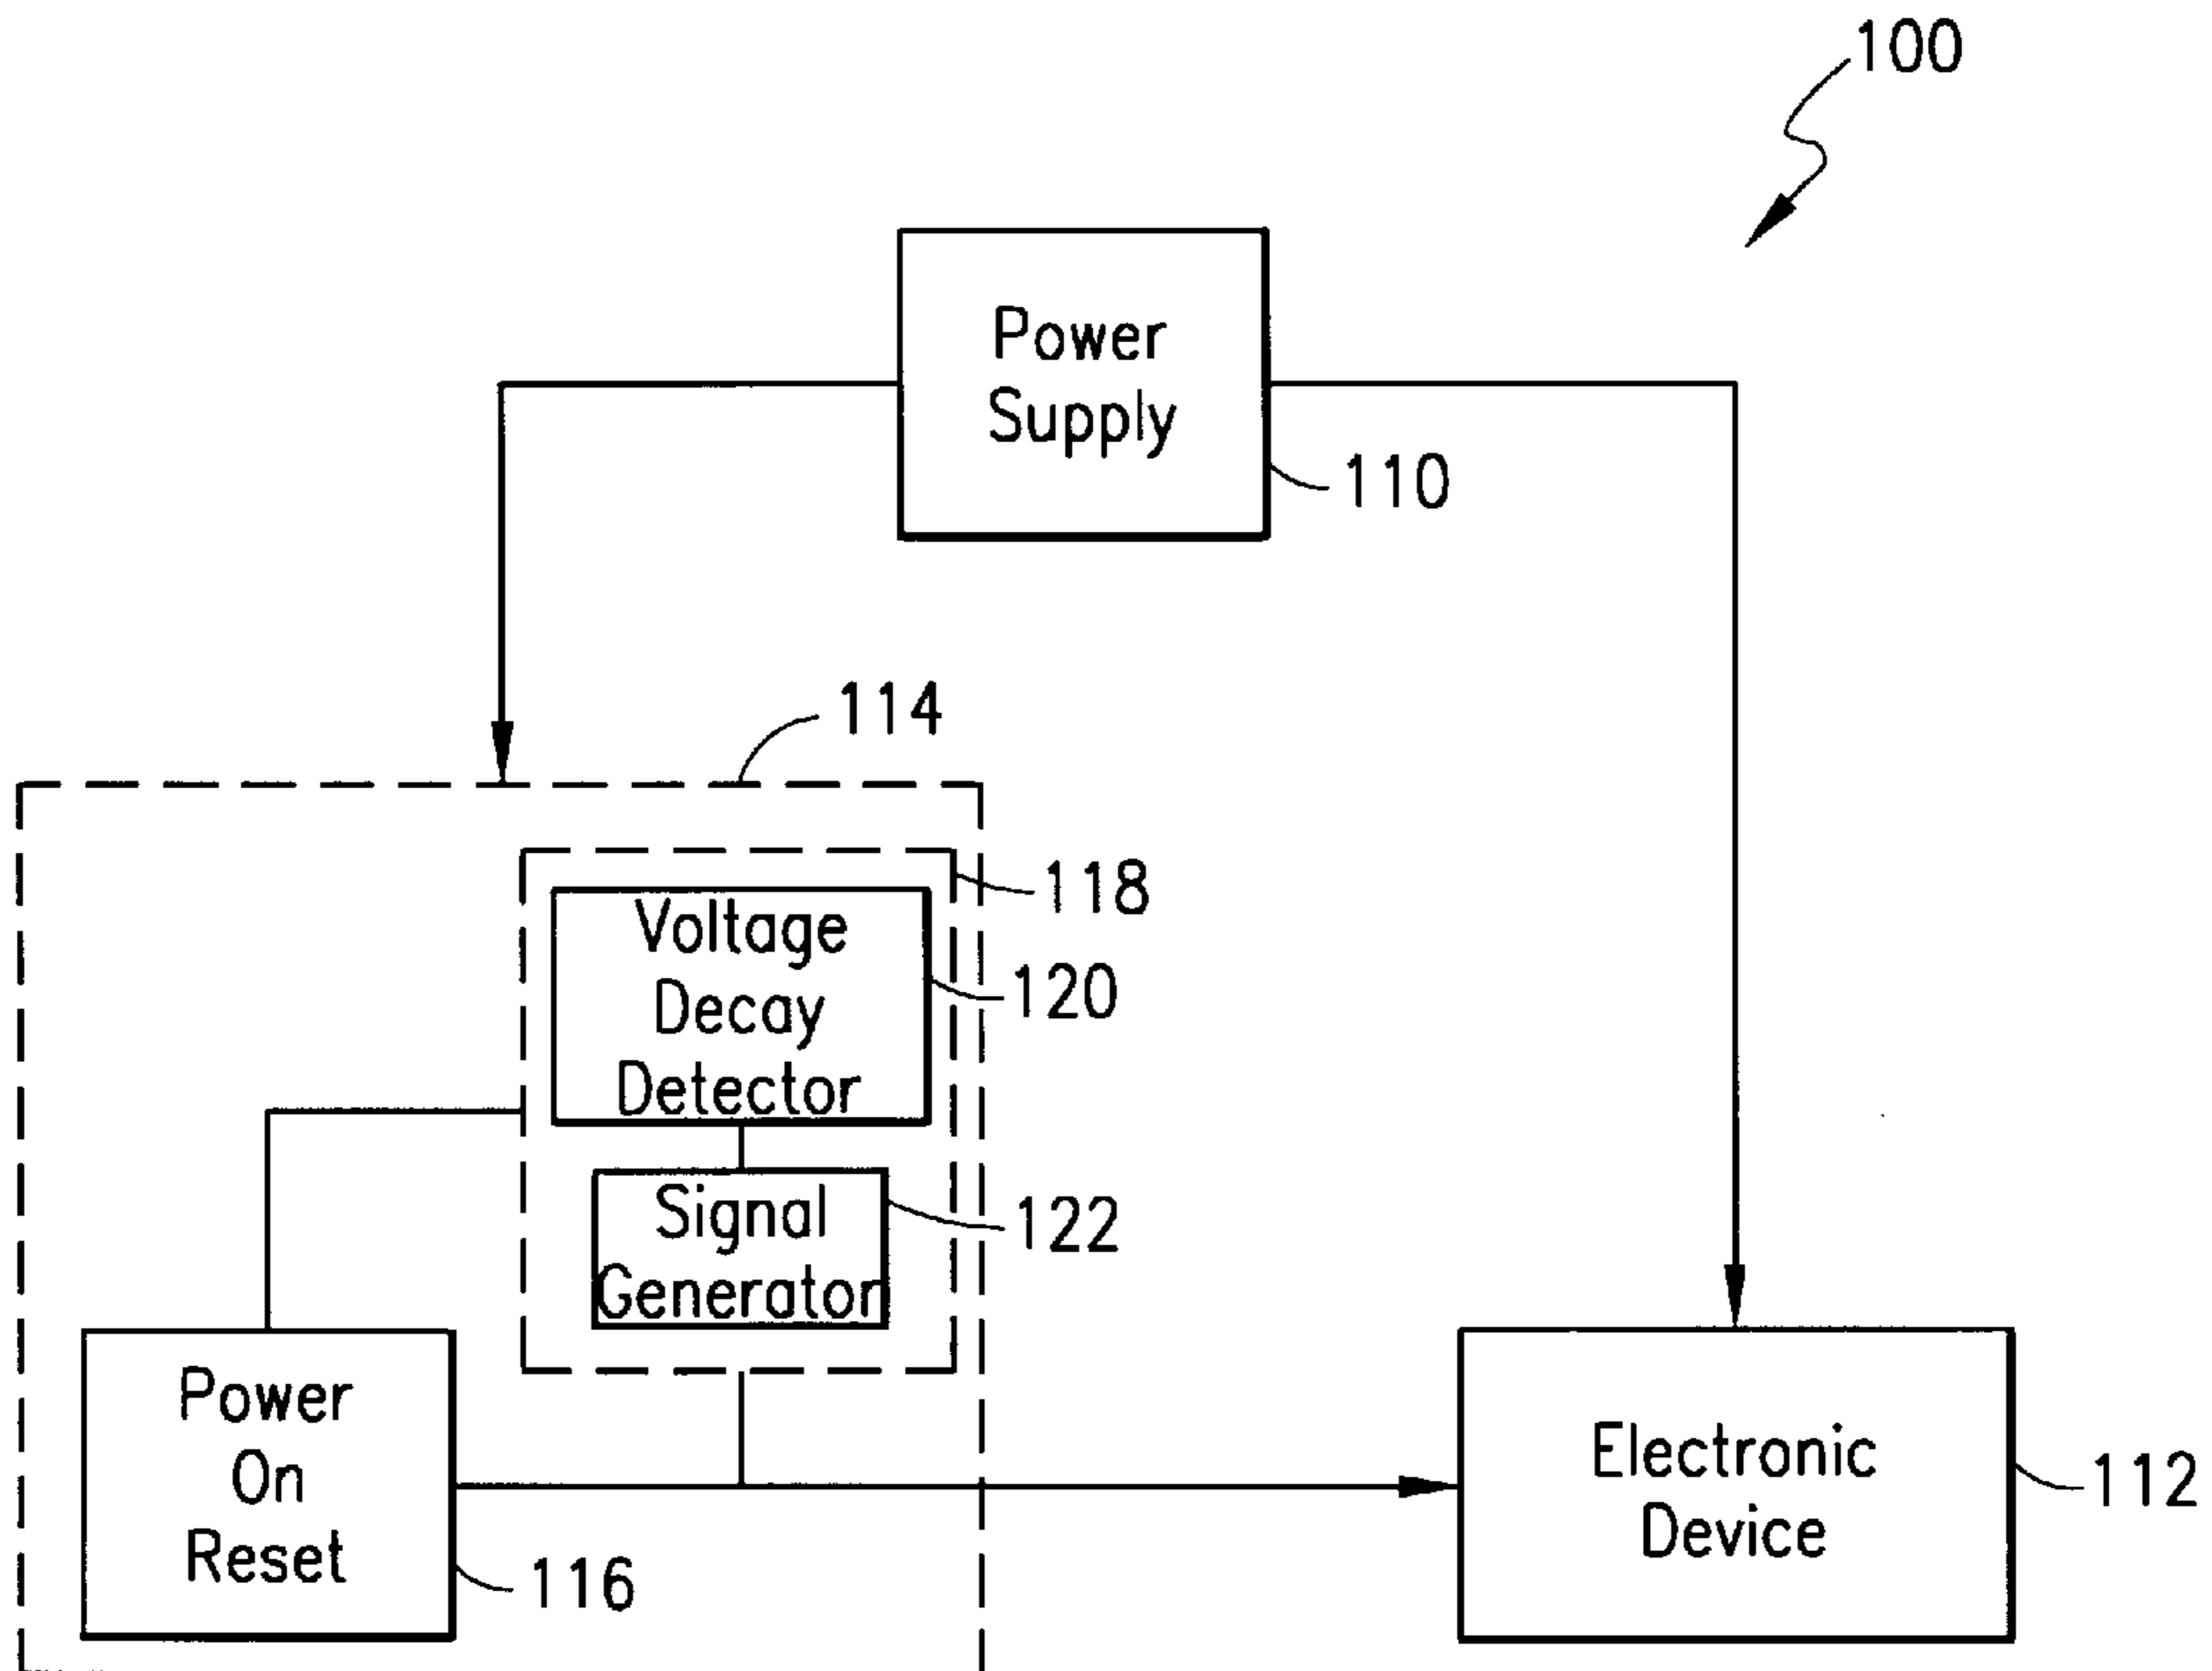 100
Power
Supply
110
114
118
Voltage
Decay
Detector
120
Signal
Generator
122
Power
On
Reset
116
Electronic
Device
112